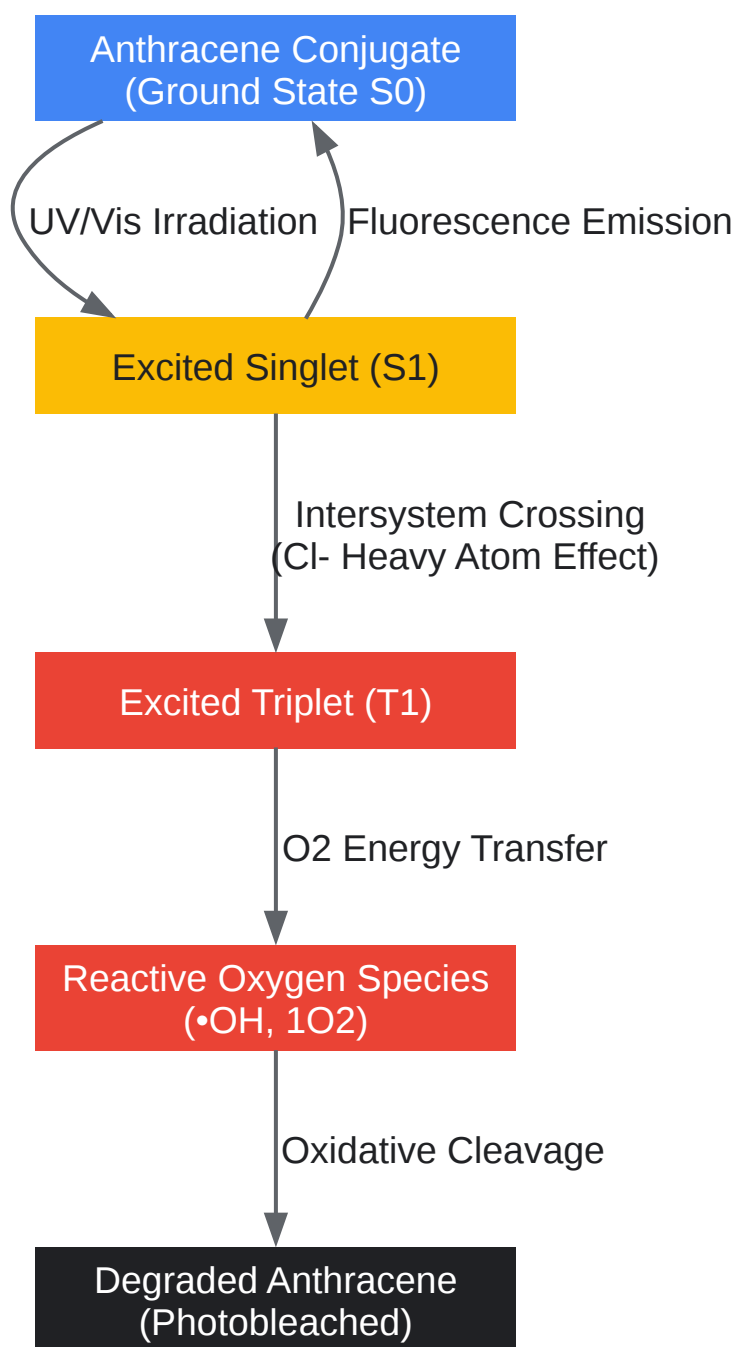 Anthracene Conjugate
(Ground State S0)
UV/Vis Irradiation
Fluorescence Emission
Excited Singlet (S1)
Intersystem Crossing
(Cl- Heavy Atom Effect)
Excited Triplet (T1)
O2 Energy Transfer
Reactive Oxygen Species
(•OH, 1O2)
Oxidative Cleavage
Degraded Anthracene
(Photobleached)